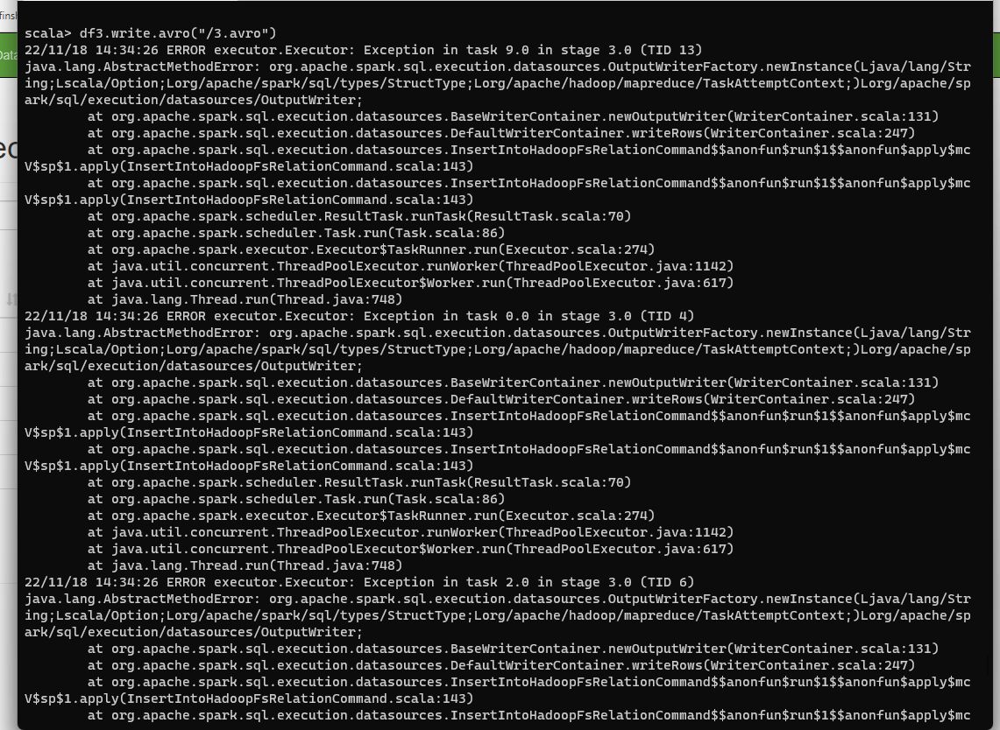 finsl
Data
ec
scala> df3.write.avro("/3.avro")
22/11/18 14:34:26 ERROR executor.Executor: Exception in task 9.0 in stage 3.0 (TID 13)
java.lang.AbstractMethodError: org.apache.spark.sql.execution.datasources.OutputWriterFactory.newInstance(Ljava/lang/Str
ing;Lscala/Option;Lorg/apache/spark/sql/types/StructType;Lorg/apache/hadoop/mapreduce/TaskAttemptContext;)Lorg/apache/sp
ark/sql/execution/datasources/OutputWriter;
at org.apache.spark.sql.execution.datasources.BaseWriterContainer.newOutputWriter(WriterContainer.scala:131)
at org.apache.spark.sql.execution.datasources.DefaultWriterContainer.writeRows(WriterContainer.scala:247)
at org.apache.spark.sql.execution.datasources.InsertIntoHadoopFsRelationCommand$$anonfun$run$1$$anonfun$apply$mc
V$sp$1.apply(InsertIntoHadoopFsRelationCommand.scala:143)
at org.apache.spark.sql.execution.datasources.InsertIntoHadoopFsRelationCommand$$anonfun$run$1$$anonfun$apply$mc
V$sp$1.apply(InsertIntoHadoopFsRelationCommand.scala:143)
at org.apache.spark.scheduler.ResultTask.runTask(ResultTask.scala:70)
at org.apache.spark.scheduler.Task.run(Task.scala:86)
at org.apache.spark.executor.Executor$TaskRunner.run(Executor.scala:274)
at java.util.concurrent.ThreadPoolExecutor.runWorker(ThreadPoolExecutor.java:1142)
at java.util.concurrent.ThreadPoolExecutor$Worker.run(ThreadPoolExecutor.java:617)
at java.lang.Thread.run(Thread.java:748)
22/11/18 14:34:26 ERROR executor.Executor: Exception in task 0.0 in stage 3.0 (TID 4)
java.lang.AbstractMethodError: org.apache.spark.sql.execution.datasources.OutputWriterFactory.newInstance(Ljava/lang/Str
ing;Lscala/Option;Lorg/apache/spark/sql/types/StructType;Lorg/apache/hadoop/mapreduce/TaskAttemptContext;)Lorg/apache/sp
ark/sql/execution/datasources/OutputWriter;
at org.apache.spark.sql.execution.datasources.BaseWriterContainer.newOutputWriter(WriterContainer.scala:131)
at org.apache.spark.sql.execution.datasources.DefaultWriterContainer.writeRows(WriterContainer.scala:247)
at org.apache.spark.sql.execution.datasources.InsertIntoHadoopFsRelationCommand$$anonfun$run$1$$anonfun$apply$mc
V$sp$1.apply(InsertIntoHadoopFsRelationCommand.scala:143)
at org.apache.spark.sql.execution.datasources.InsertIntoHadoopFsRelationCommand$$anonfun$run$1$$anonfun$apply$mc
V$sp$1.apply(InsertIntoHadoopFsRelationCommand.scala:143)
at org.apache.spark.scheduler.ResultTask.runTask(ResultTask.scala:70)
at org.apache.spark.scheduler.Task.run(Task.scala:86)
at org.apache.spark.executor.Executor$TaskRunner.run(Executor.scala:274)
at java.util.concurrent.ThreadPoolExecutor.runWorker(ThreadPoolExecutor.java:1142)
at java.util.concurrent.ThreadPoolExecutor$Worker.run(ThreadPoolExecutor.java:617)
at java.lang.Thread.run(Thread.java:748)
22/11/18 14:34:26 ERROR executor.Executor: Exception in task 2.0 in stage 3.0 (TID 6)
java.lang.AbstractMethodError: org.apache.spark.sql.execution.datasources.OutputWriterFactory.newInstance(Ljava/lang/Str
ing;Lscala/Option;Lorg/apache/spark/sql/types/StructType;Lorg/apache/hadoop/mapreduce/TaskAttemptContext;)Lorg/apache/sp
ark/sql/execution/datasources/OutputWriter;
at org.apache.spark.sql.execution.datasources.BaseWriterContainer.newOutputWriter(WriterContainer.scala:131)
at org.apache.spark.sql.execution.datasources.DefaultWriterContainer.writeRows(WriterContainer.scala:247)
at org.apache.spark.sql.execution.datasources.InsertIntoHadoopFsRelationCommand$$anonfun$run$1$$anonfun$apply$mc
V$sp$1.apply(InsertIntoHadoopFsRelationCommand.scala:143)
at org.apache.spark.sql.execution.datasources.InsertIntoHadoopFsRelationCommand$$anonfun$run$1$$anonfun$apply$mc